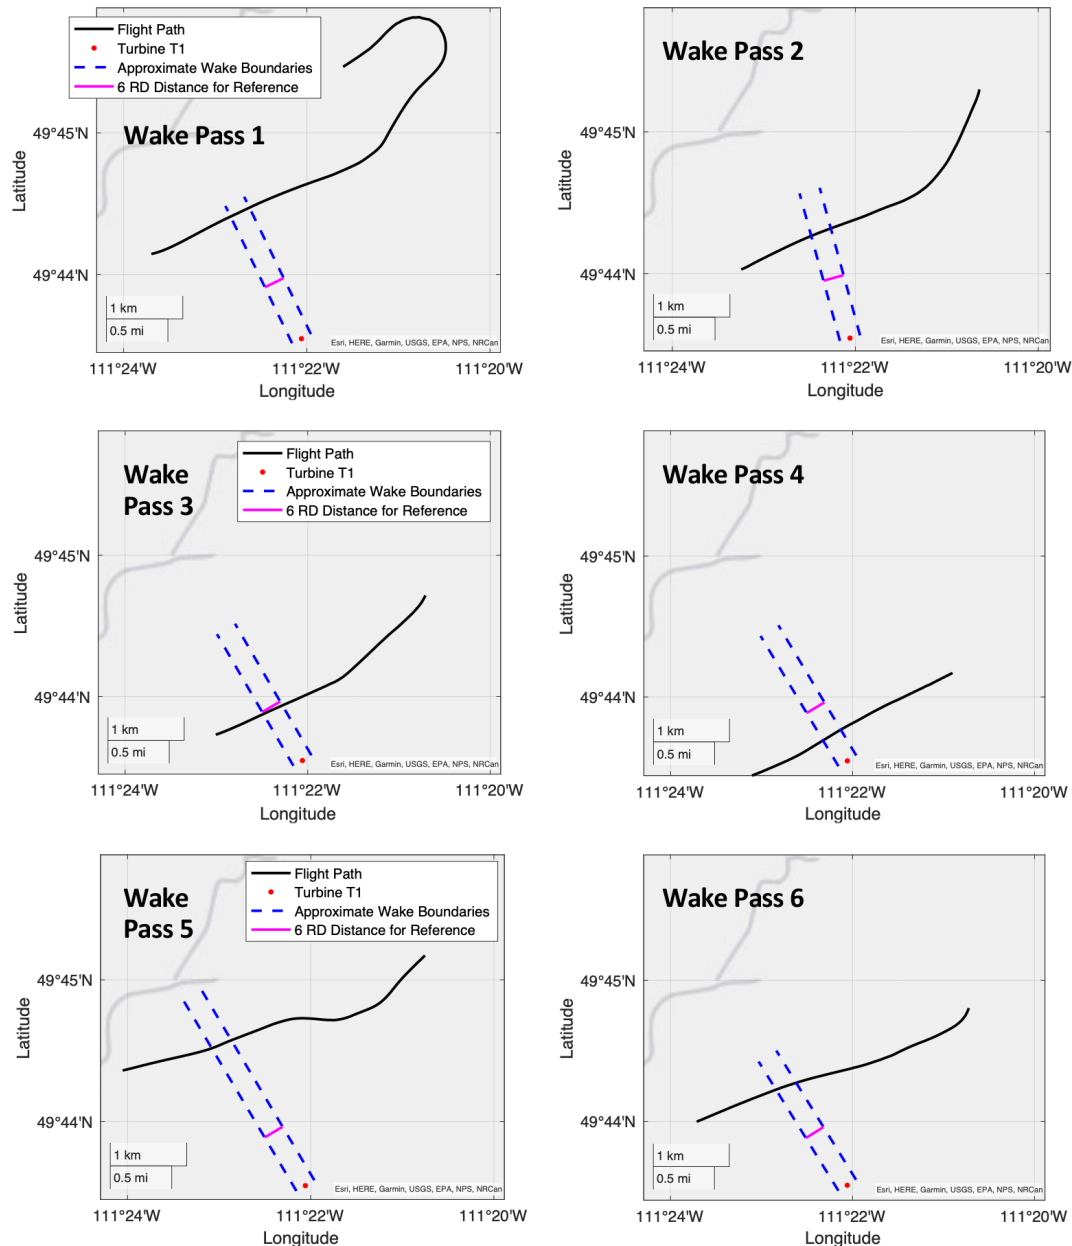 Flight Path
Turbine T1
Approximate Wake Boundaries
6 RD Distance for Reference
Wake Pass 1
49°45'N
49°44'N
Latitude
1 km
0.5 mi
Esri, HERE, Garmin, USGS, EPA, NPS, NRCan
111°24'W
111°22'W
111°20'W
Longitude
Wake Pass 2
49°45'N
49°44'N
Latitude
1 km
0.5 mi
Esri, HERE, Garmin, USGS, EPA, NPS, NRCan
111°24'W
111°22'W
111°20'W
Longitude
Flight Path
Turbine T1
Approximate Wake Boundaries
6 RD Distance for Reference
Wake
Pass 3
49°45'N
49°44'N
Latitude
1 km
0.5 mi
Esri, HERE, Garmin, USGS, EPA, NPS, NRCan
111°24'W
111°22'W
111°20'W
Longitude
Wake Pass 4
49°45'N
49°44'N
Latitude
1 km
0.5 mi
Esri, HERE, Garmin, USGS, EPA, NPS, NRCan
111°24'W
111°22'W
111°20'W
Longitude
Flight Path
Turbine T1
Approximate Wake Boundaries
6 RD Distance for Reference
Wake
Pass 5
49°45'N
49°44'N
Latitude
1 km
0.5 mi
Esri, HERE, Garmin, USGS, EPA, NPS, NRCan
111°24'W
111°22'W
111°20'W
Longitude
Wake Pass 6
49°45'N
49°44'N
Latitude
1 km
0.5 mi
Esri, HERE, Garmin, USGS, EPA, NPS, NRCan
111°24'W
111°22'W
111°20'W
Longitude